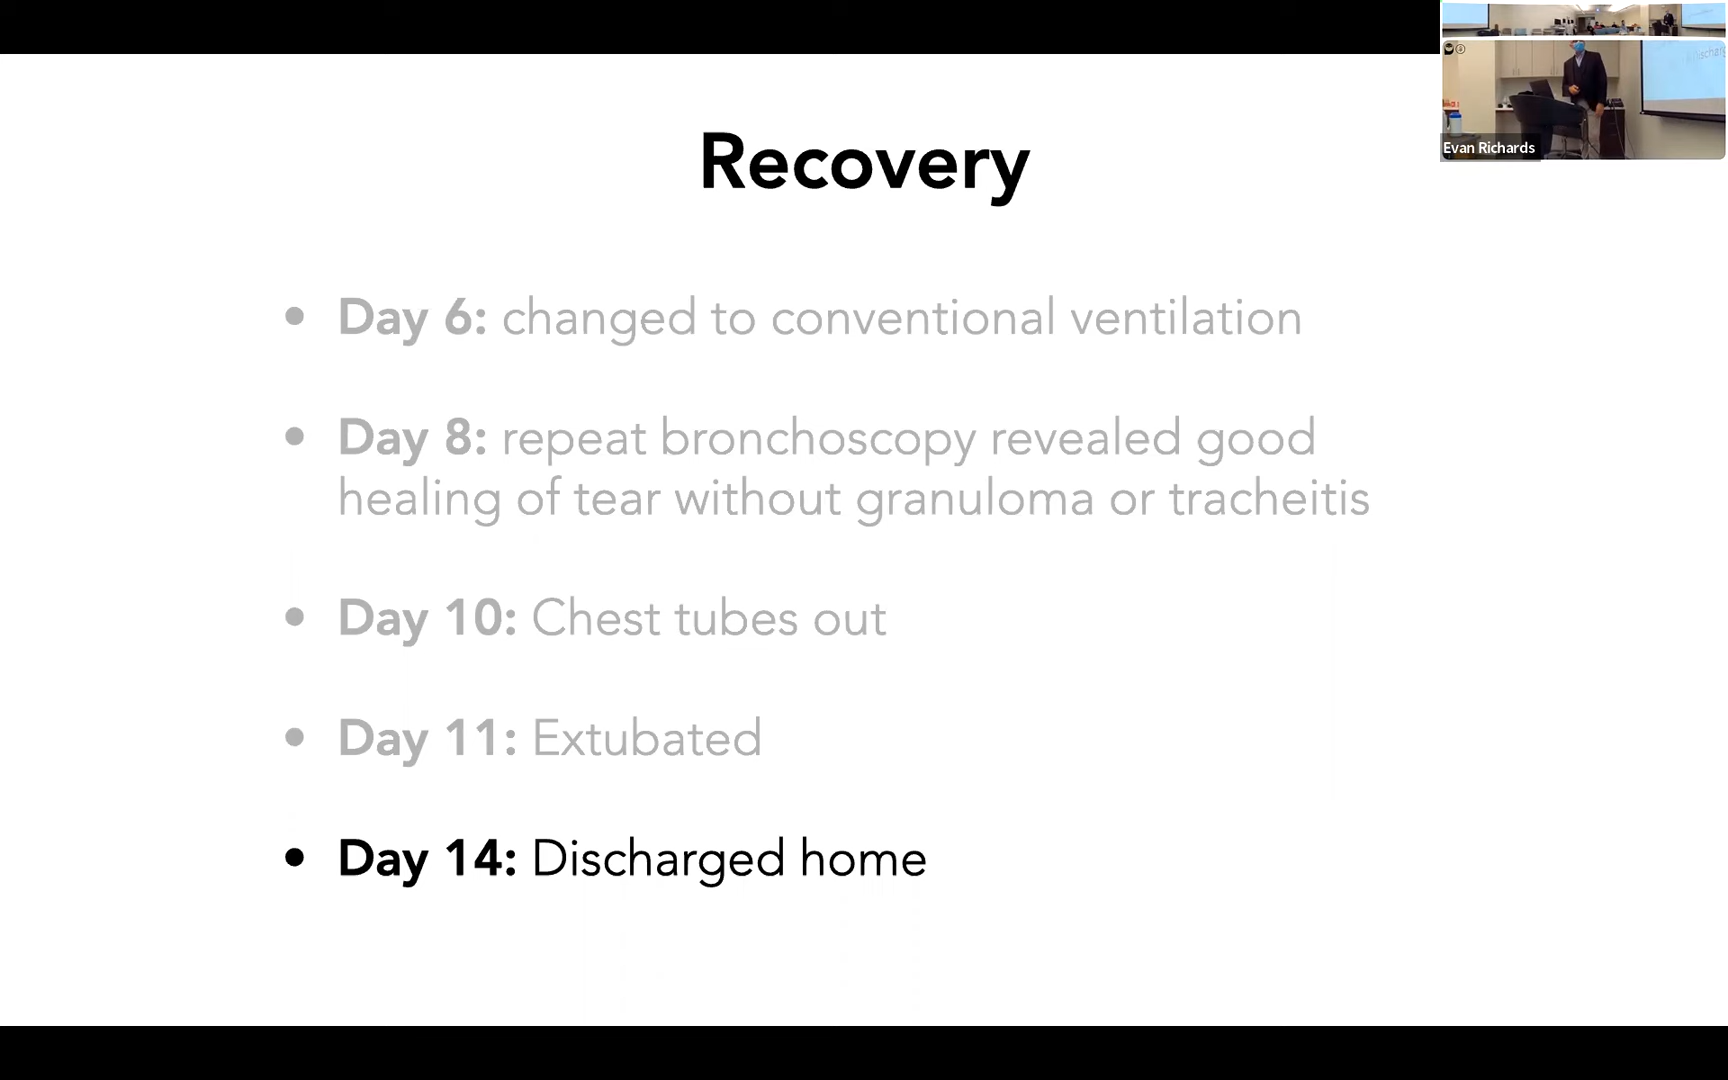 Recovery
• Day 6: changed to conventional ventilation
• Day 8: repeat bronchoscopy revealed good
healing of tear without granuloma or tracheitis
• Day 10: Chest tubes out
• Day 11: Extubated
• Day 14: Discharged home
Evan Richards